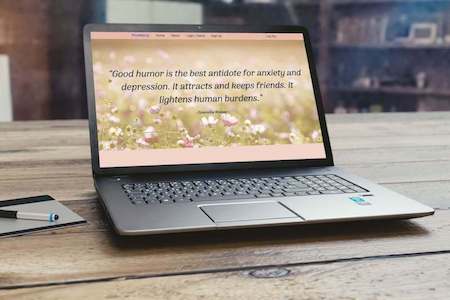 Home
"Good humor is the best antidote for anxiety and
depression. It attracts and keeps friends. It
lightens human burdens."